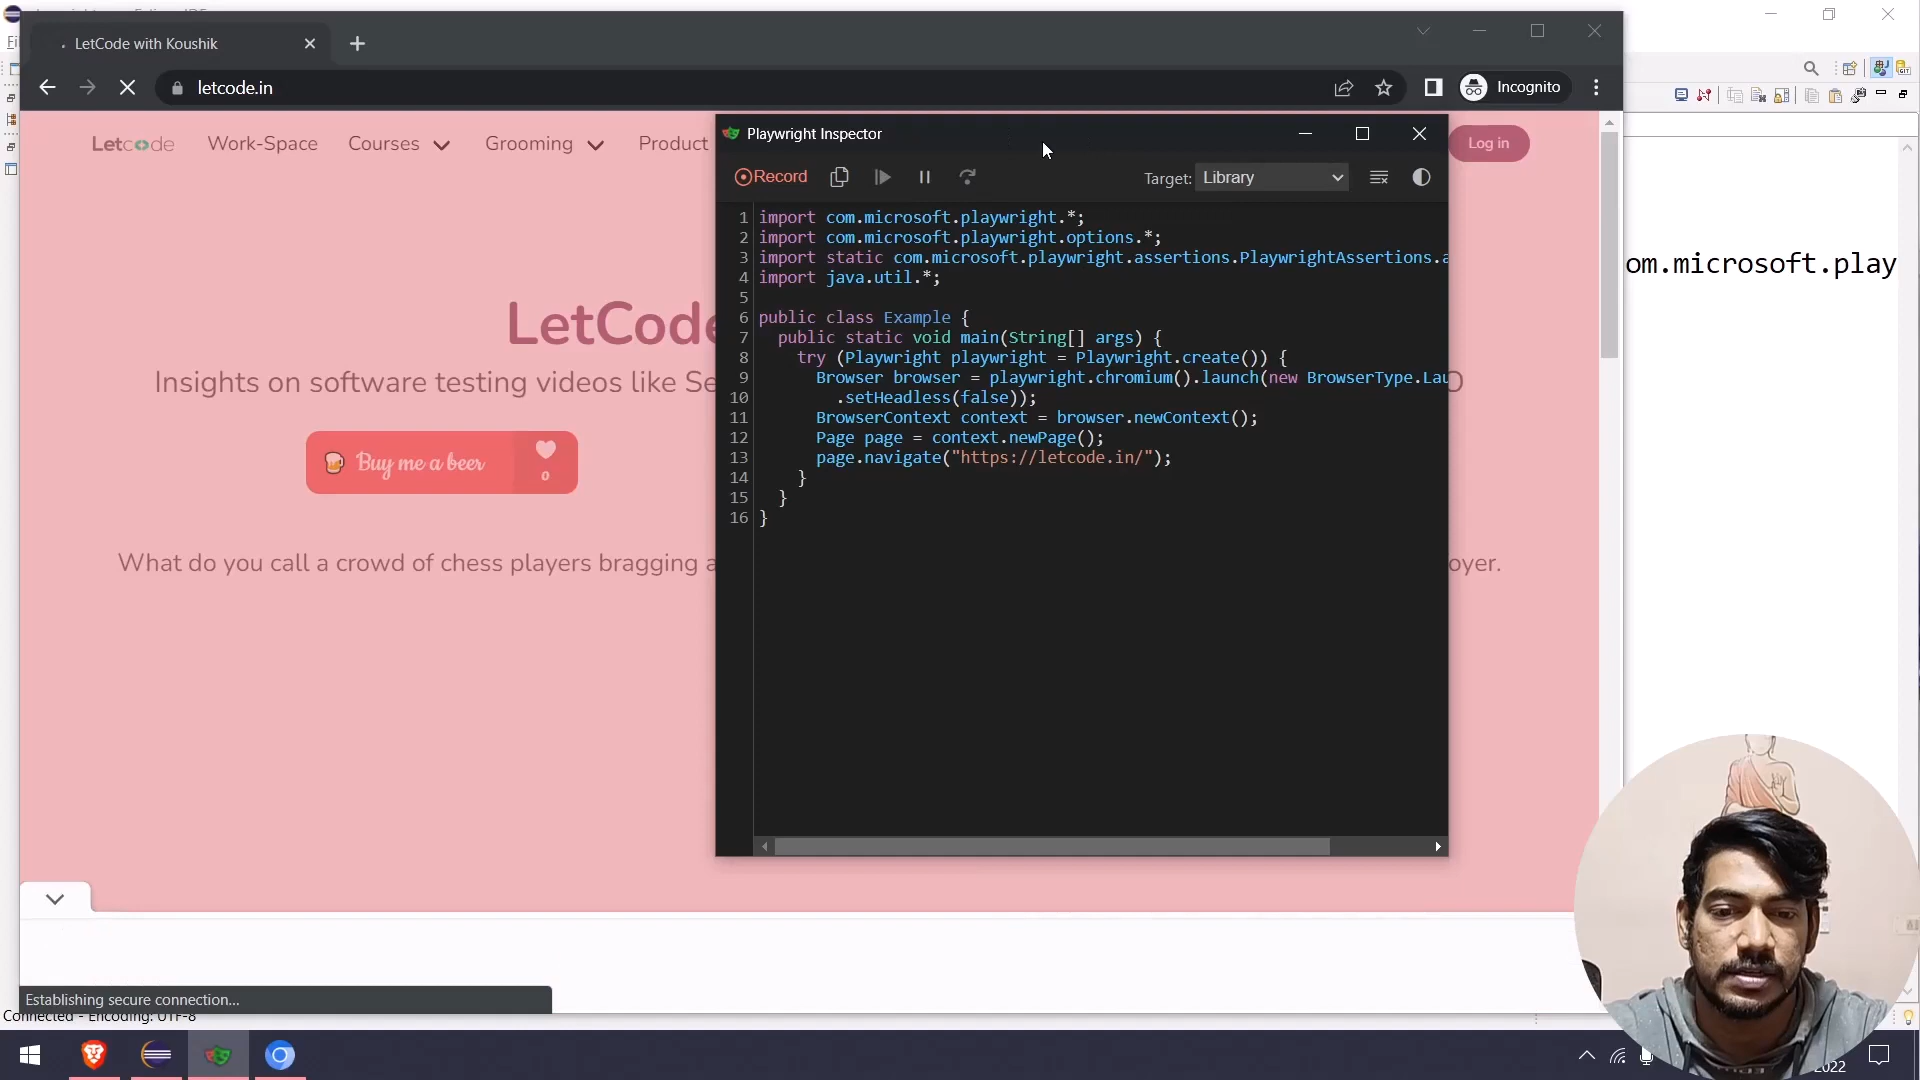 LetCode with Koushik
letcode.in
Incognito
Letcode
Work-Space
Courses
Grooming
Product
Log in
Playwright Inspector
Record
Target:
Library
1 import com.microsoft.playwright.*;
2 import com.microsoft.playwright.options.*;
3 import static com.microsoft.playwright.assertions.PlaywrightAssertions.a
4 import java.util.*;
5
6 public class Example {
7 public static void main(String[] args) {
8 try (Playwright playwright = Playwright.create()) {
9 Browser browser = playwright.chromium().launch(new BrowserType.Lau
10 .setHeadless(false));
11 BrowserContext context = browser.newContext();
12 Page page = context.newPage();
13 page.navigate("https://letcode.in/");
14 }
15 }
16 }
om.microsoft.play
LetCode
Insights on software testing videos like Se
O
Buy me a beer
0
What do you call a crowd of chess players bragging a
oyer.
Establishing secure connection...
Connected - Encoding: UTF-8
2022